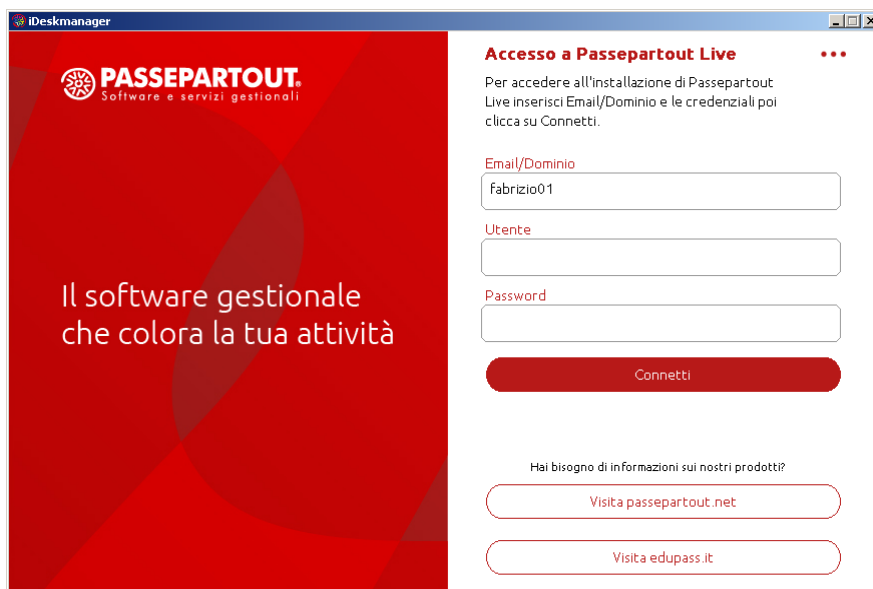 iDeskmanager
PASSEPARTOUT®
Software e servizi gestionali
Il software gestionale
che colora la tua attività
Accesso a Passepartout Live
Per accedere all'installazione di Passepartout
Live inserisci Email/Dominio e le credenziali poi
clicca su Connetti.
Email/Dominio
fabrizio01
Utente
Password
Connetti
Hai bisogno di informazioni sui nostri prodotti?
Visita passepartout.net
Visita edupass.it